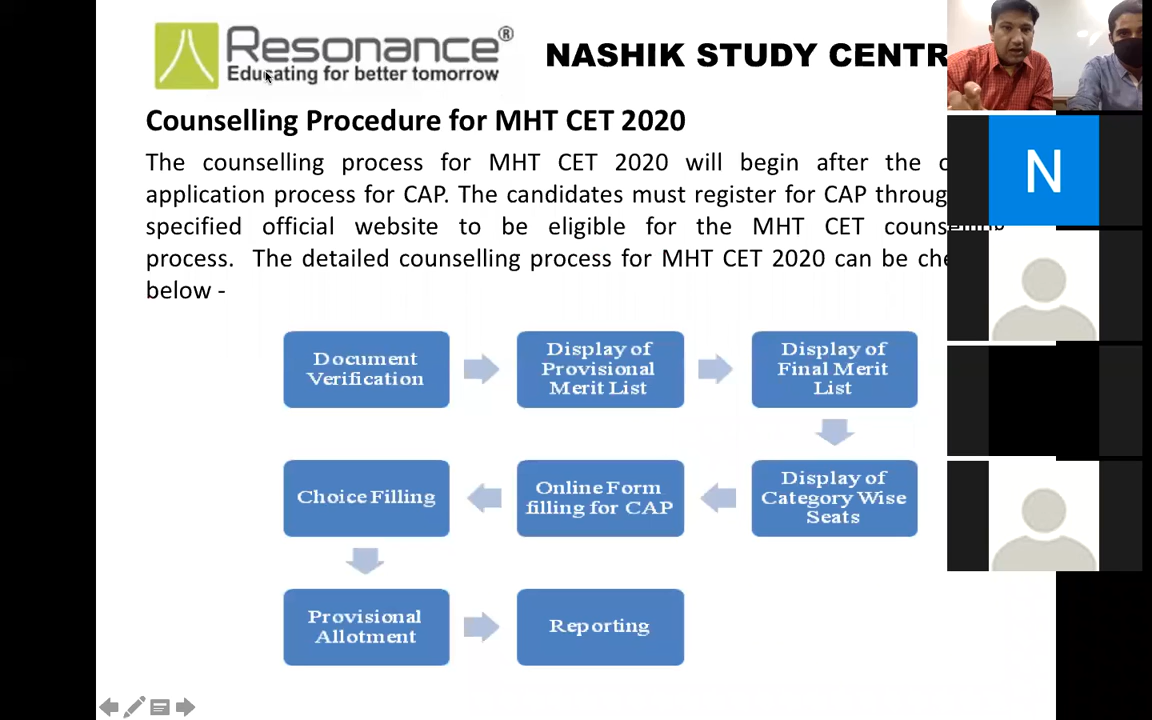 Resonance®
Educating for better tomorrow
NASHIK STUDY CENTR
Counselling Procedure for MHT CET 2020
The counselling process for MHT CET 2020 will begin after the
application process for CAP. The candidates must register for CAP
specified official website to be eligible for the MHT CET
process. The detailed counselling process for MHT CET 2020 can be
below -
Document
Verification
Display of
Provisional
Merit List
Display of
Final Merit
List
Display of
Category Wise
Seats
Online Form
filling for CAP
Choice Filling
Provisional
Allotment
Reporting
N